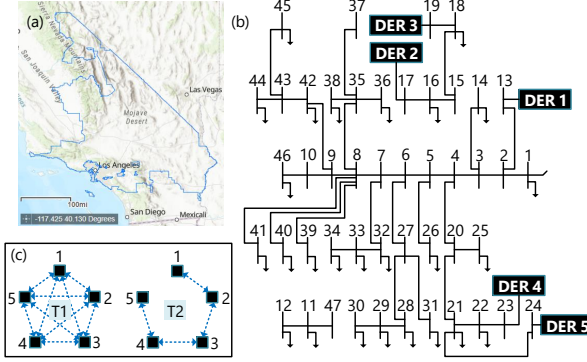 (a)
Sierra Nevada Mountains
San Joaquin Valley
Las Vegas
Mojave
Desert
Los Angeles
100mi
San Diego
Mexicali
-117.425 40.130 Degrees
(b)
45 37 DER 3 19 18
DER 2
44 43 42 38 35 36 17 16 15 14 13 DER 1
46 10 9 8 7 6 5 4 3 2 1
41 40 39 34 33 32 27 26 20 25
DER 4
12 11 47 30 29 28 31 21 22 23 24
DER 5
(c)
1 1
5 2 5 2
T1 T2
4 3 4 3